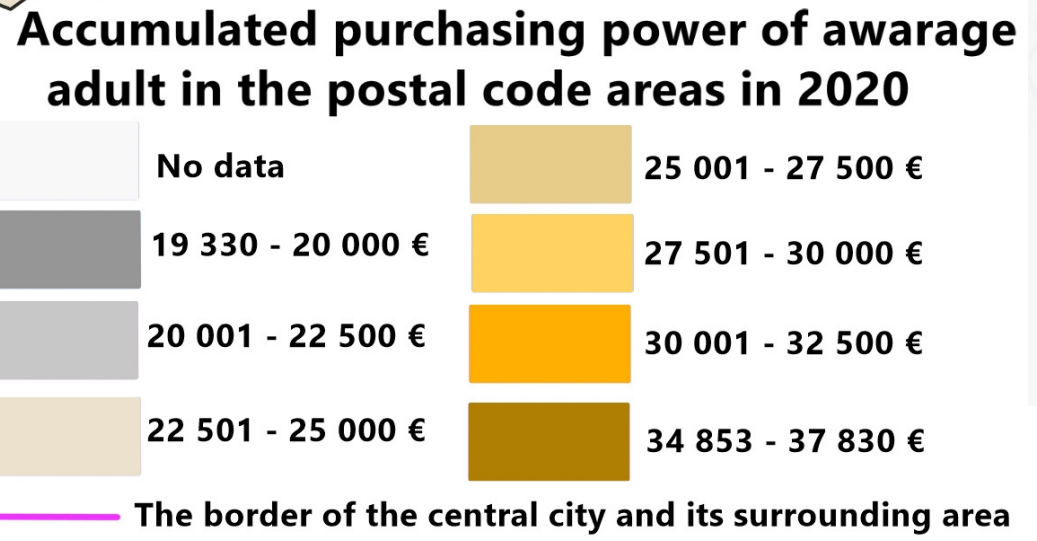 Accumulated purchasing power of awarage
adult in the postal code areas in 2020
No data
19 330 - 20 000 €
20 001 - 22 500 €
22 501 - 25 000 €
25 001 - 27 500 €
27 501 - 30 000 €
30 001 - 32 500 €
34 853 - 37 830 €
The border of the central city and its surrounding area